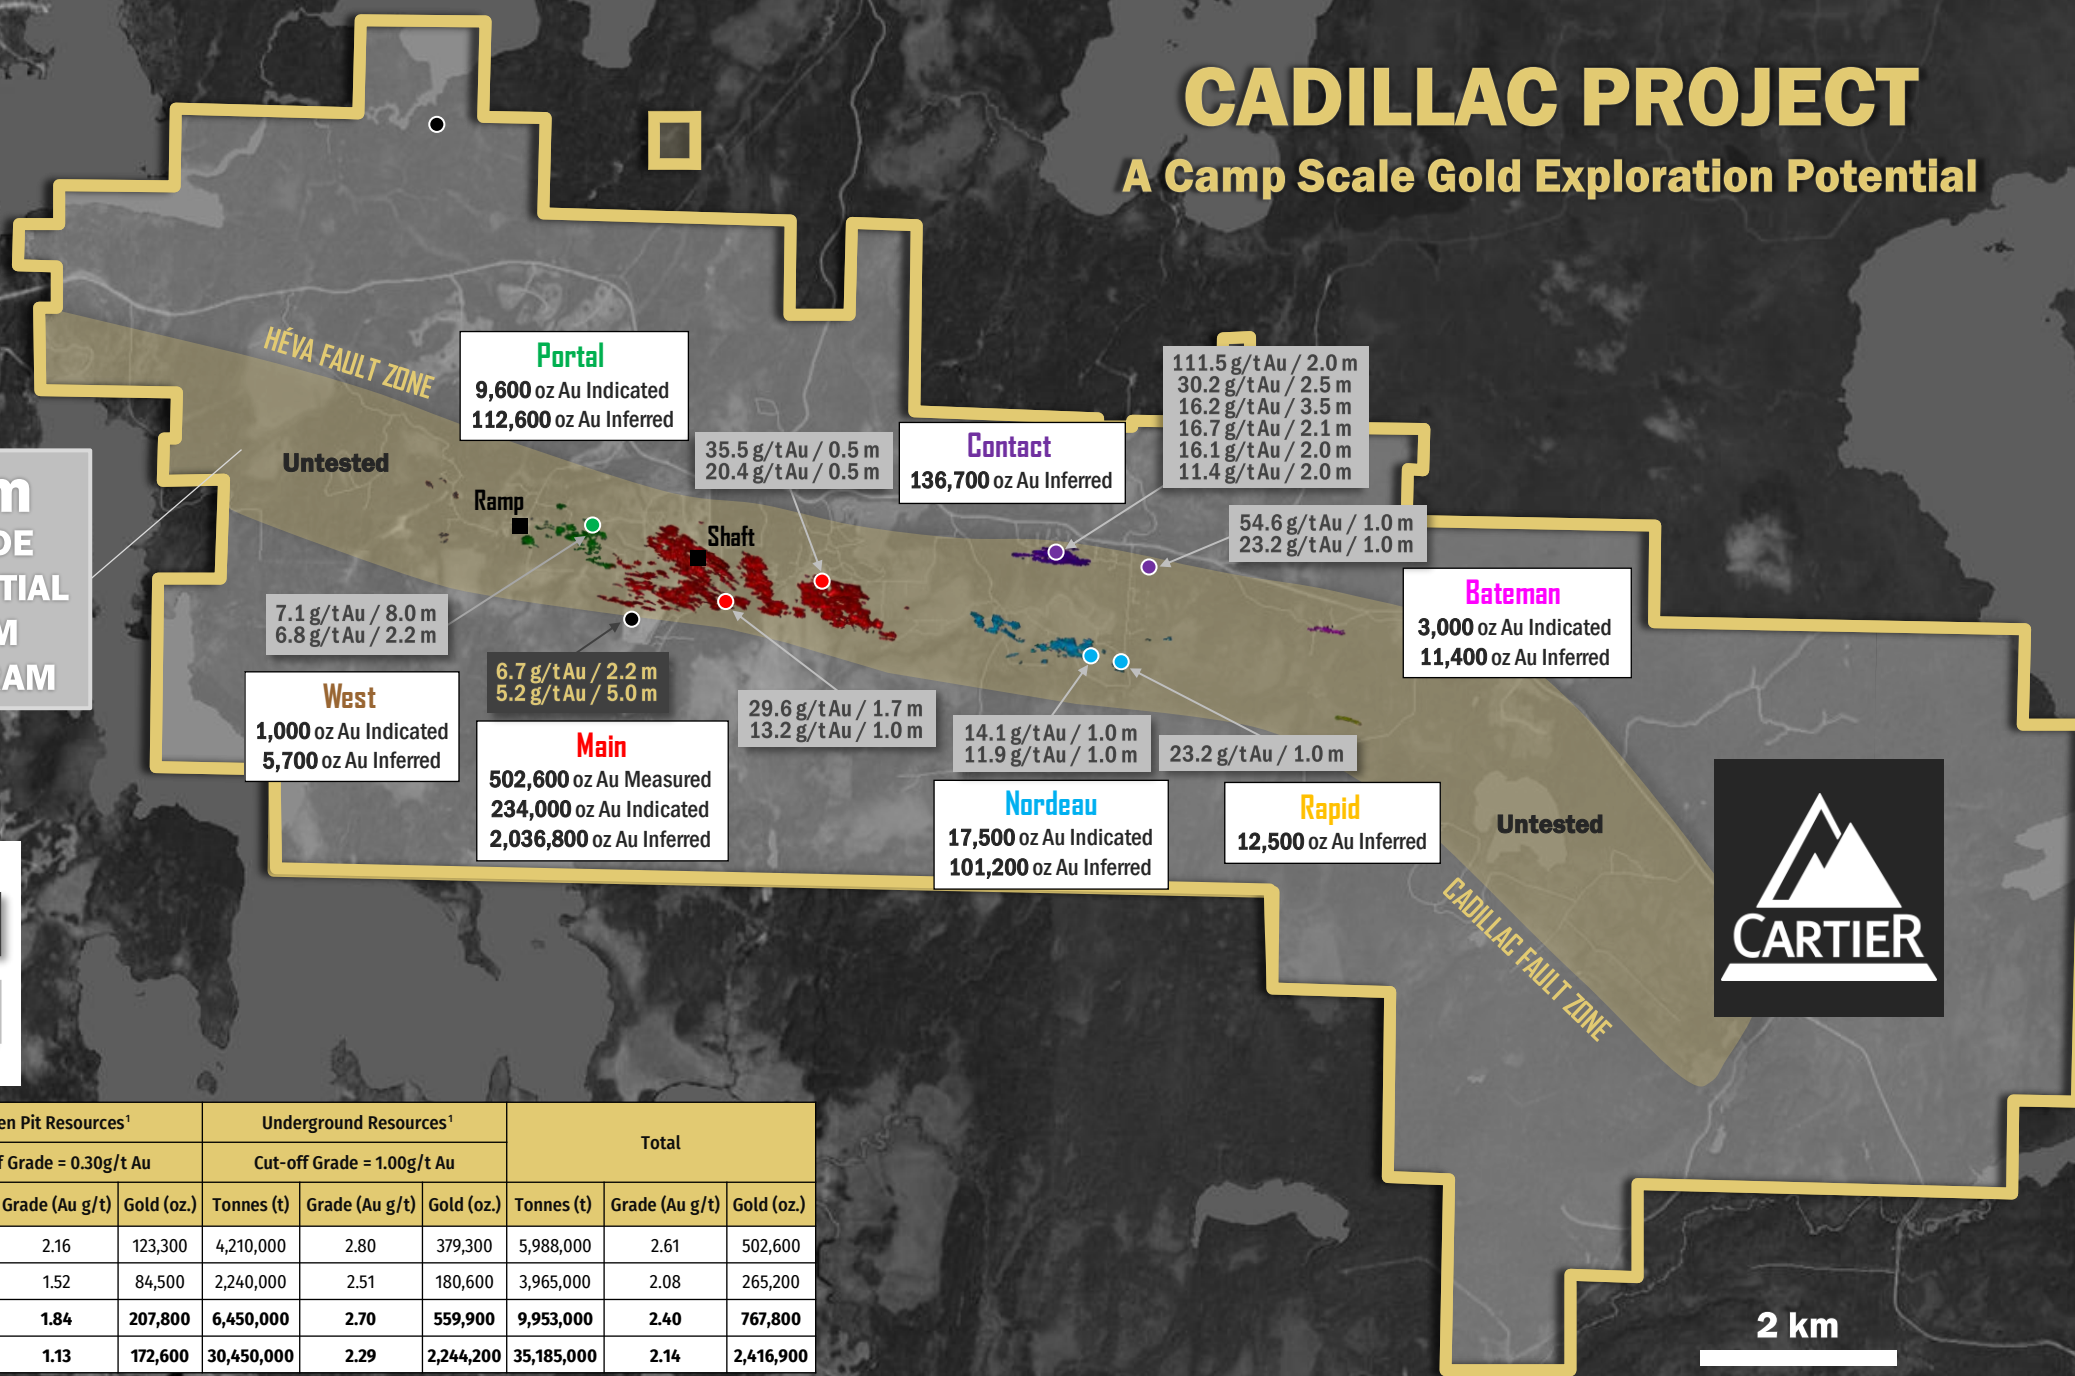 CADILLAC PROJECT
A Camp Scale Gold Exploration Potential
HÉVA FAULT ZONE
Portal
9,600 oz Au Indicated
112,600 oz Au Inferred
111.5 g/t Au / 2.0 m
30.2 g/t Au / 2.5 m
16.2 g/t Au / 3.5 m
16.7 g/t Au / 2.1 m
16.1 g/t Au / 2.0 m
11.4 g/t Au / 2.0 m
35.5 g/t Au / 0.5 m
20.4 g/t Au / 0.5 m
Contact
136,700 oz Au Inferred
Untested
Ramp
Shaft
54.6 g/t Au / 1.0 m
23.2 g/t Au / 1.0 m
m
DE
TIAL
M
AM
7.1 g/t Au / 8.0 m
6.8 g/t Au / 2.2 m
Bateman
3,000 oz Au Indicated
11,400 oz Au Inferred
West
1,000 oz Au Indicated
5,700 oz Au Inferred
6.7 g/t Au / 2.2 m
5.2 g/t Au / 5.0 m
29.6 g/t Au / 1.7 m
13.2 g/t Au / 1.0 m
14.1 g/t Au / 1.0 m
11.9 g/t Au / 1.0 m
23.2 g/t Au / 1.0 m
Main
502,600 oz Au Measured
234,000 oz Au Indicated
2,036,800 oz Au Inferred
Nordeau
17,500 oz Au Indicated
101,200 oz Au Inferred
Rapid
12,500 oz Au Inferred
Untested
CADILLAC FAULT ZONE
CARTIER
en Pit Resources¹ Underground Resources¹ Total
f Grade = 0.30g/t Au Cut-off Grade = 1.00g/t Au
Grade (Au g/t) Gold (oz.) Tonnes (t) Grade (Au g/t) Gold (oz.) Tonnes (t) Grade (Au g/t) Gold (oz.)
2.16 123,300 4,210,000 2.80 379,300 5,988,000 2.61 502,600
1.52 84,500 2,240,000 2.51 180,600 3,965,000 2.08 265,200
1.84 207,800 6,450,000 2.70 559,900 9,953,000 2.40 767,800
1.13 172,600 30,450,000 2.29 2,244,200 35,185,000 2.14 2,416,900
2 km